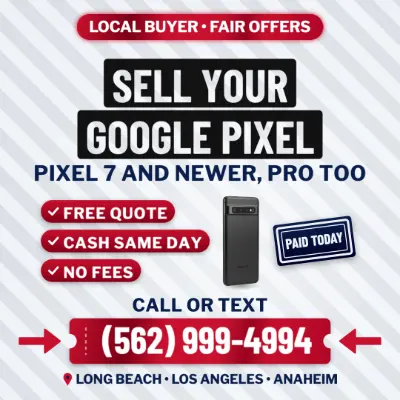 LOCAL BUYER • FAIR OFFERS
SELL YOUR
GOOGLE PIXEL
PIXEL 7 AND NEWER, PRO TOO
FREE QUOTE
CASH SAME DAY
NO FEES
PAID TODAY
CALL OR TEXT
(562) 999-4994
LONG BEACH • LOS ANGELES • ANAHEIM